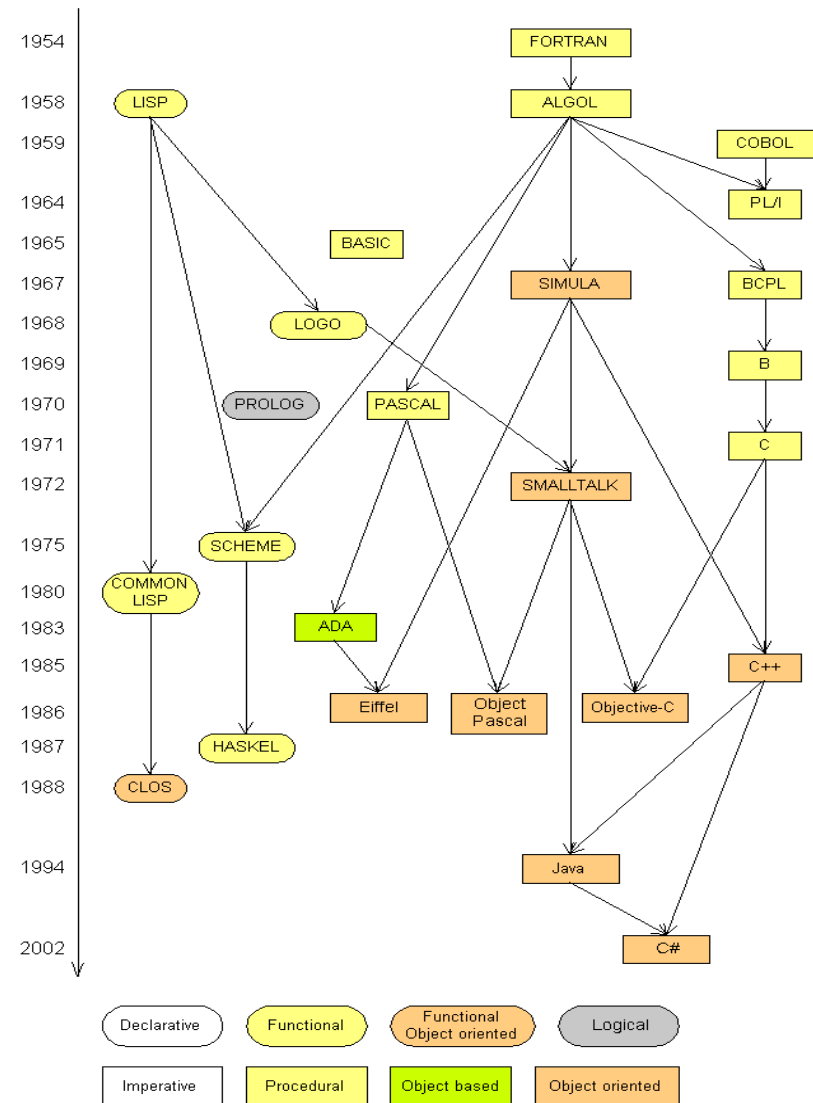 1954
FORTRAN
1958
LISP
ALGOL
1959
COBOL
1964
PL/I
1965
BASIC
1967
SIMULA
BCPL
1968
LOGO
1969
B
1970
PROLOG
PASCAL
1971
C
1972
SMALLTALK
1975
SCHEME
1980
COMMON
LISP
1983
ADA
1985
C++
1986
Eiffel
Object
Pascal
Objective-C
1987
HASKEL
1988
CLOS
1994
Java
2002
C#
Declarative
Functional
Functional
Object oriented
Logical
Imperative
Procedural
Object based
Object oriented